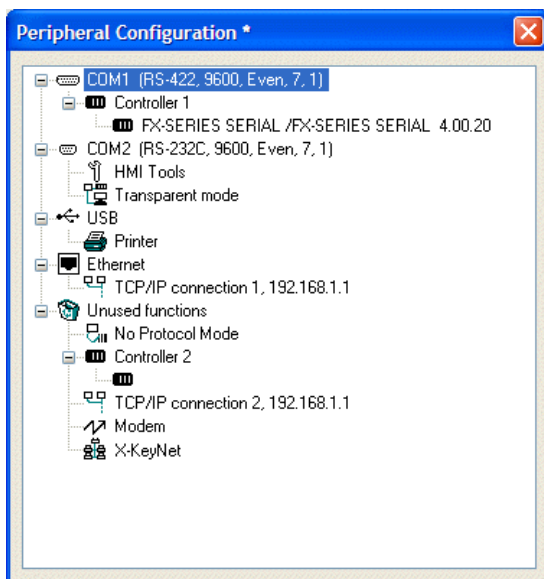 Peripheral Configuration *
COM1 (RS-422, 9600, Even, 7, 1)
Controller 1
FX-SERIES SERIAL /FX-SERIES SERIAL 4.00.20
COM2 (RS-232C, 9600, Even, 7, 1)
HMI Tools
Transparent mode
USB
Printer
Ethernet
TCP/IP connection 1, 192.168.1.1
Unused functions
No Protocol Mode
Controller 2
TCP/IP connection 2, 192.168.1.1
Modem
X-KeyNet